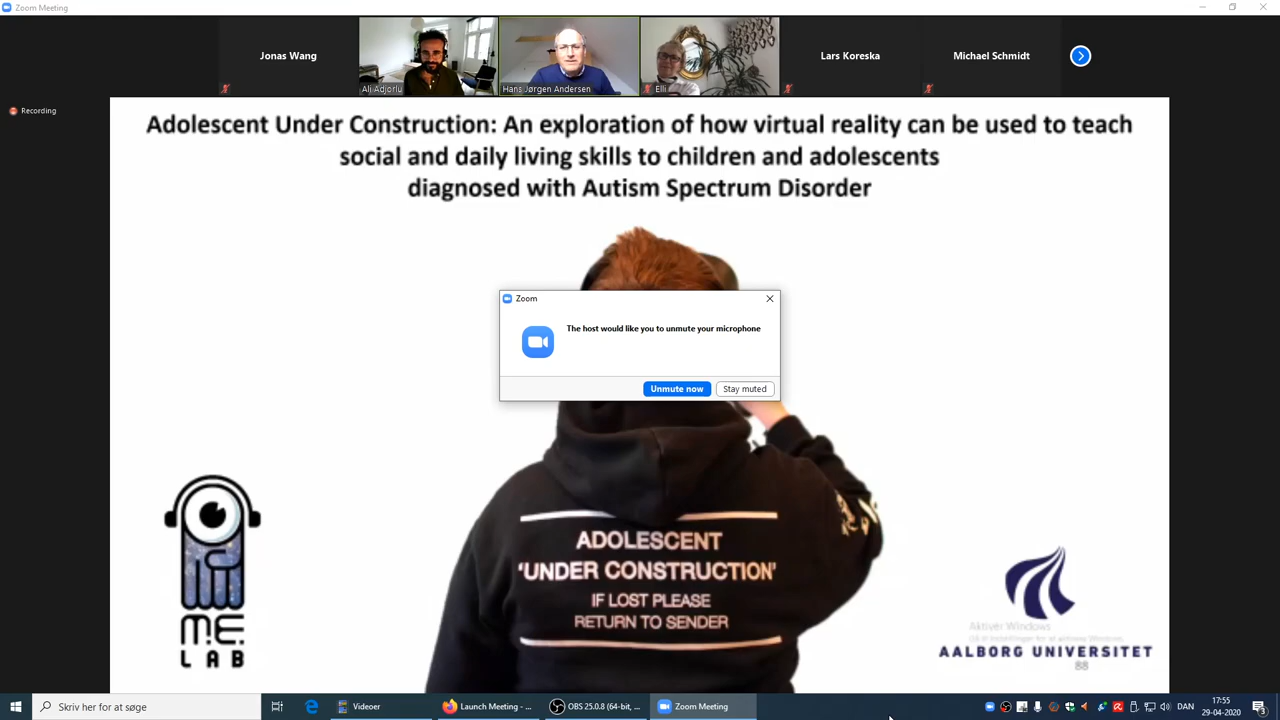 Zoom Meeting
Jonas Wang
Ali Adjorlu
Hans Jørgen Andersen
Elli
Lars Koreska
Michael Schmidt
Recording
Adolescent Under Construction: An exploration of how virtual reality can be used to teach
social and daily living skills to children and adolescents
diagnosed with Autism Spectrum Disorder
Zoom
The host would like you to unmute your microphone
Unmute now
Stay muted
ADOLESCENT
'UNDER CONSTRUCTION'
IF LOST PLEASE
RETURN TO SENDER
M.E.
LAB
Aktivér Windows
AALBORG UNIVERSITET
88
Skriv her for at søge
Videoer
Launch Meeting - ...
OBS 25.0.8 (64-bit, ...
Zoom Meeting
DAN
17:55
29-04-2020